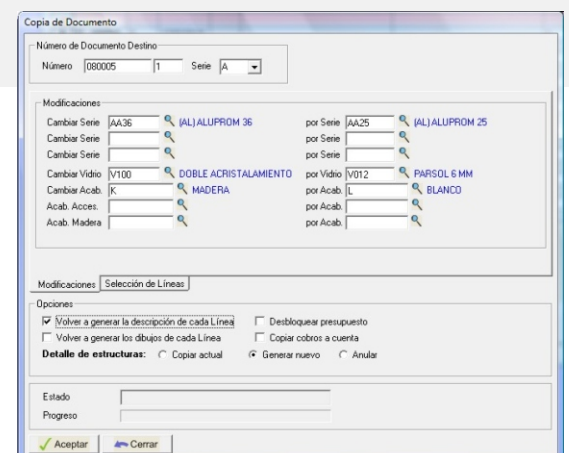 Copia de Documento
Número de Documento Destino
Número 080005 1 Serie A
Modificaciones
Cambiar Serie AA36 (AL) ALUPROM 36 por Serie AA25 (AL) ALUPROM 25
Cambiar Serie por Serie
Cambiar Serie por Serie
Cambiar Vidrio V100 DOBLE ACRISTALAMIENTO por Vidrio V012 PARSOL 6 MM
Cambiar Acab. K MADERA por Acab. L BLANCO
Acab. Acces. por Acab.
Acab. Madera por Acab.
Modificaciones Selección de Líneas
Opciones
Volver a generar la descripción de cada Línea Desbloquear presupuesto
Volver a generar los dibujos de cada Línea Copiar cobros a cuenta
Detalle de estructuras: Copiar actual Generar nuevo Anular
Estado
Progreso
Aceptar Cerrar